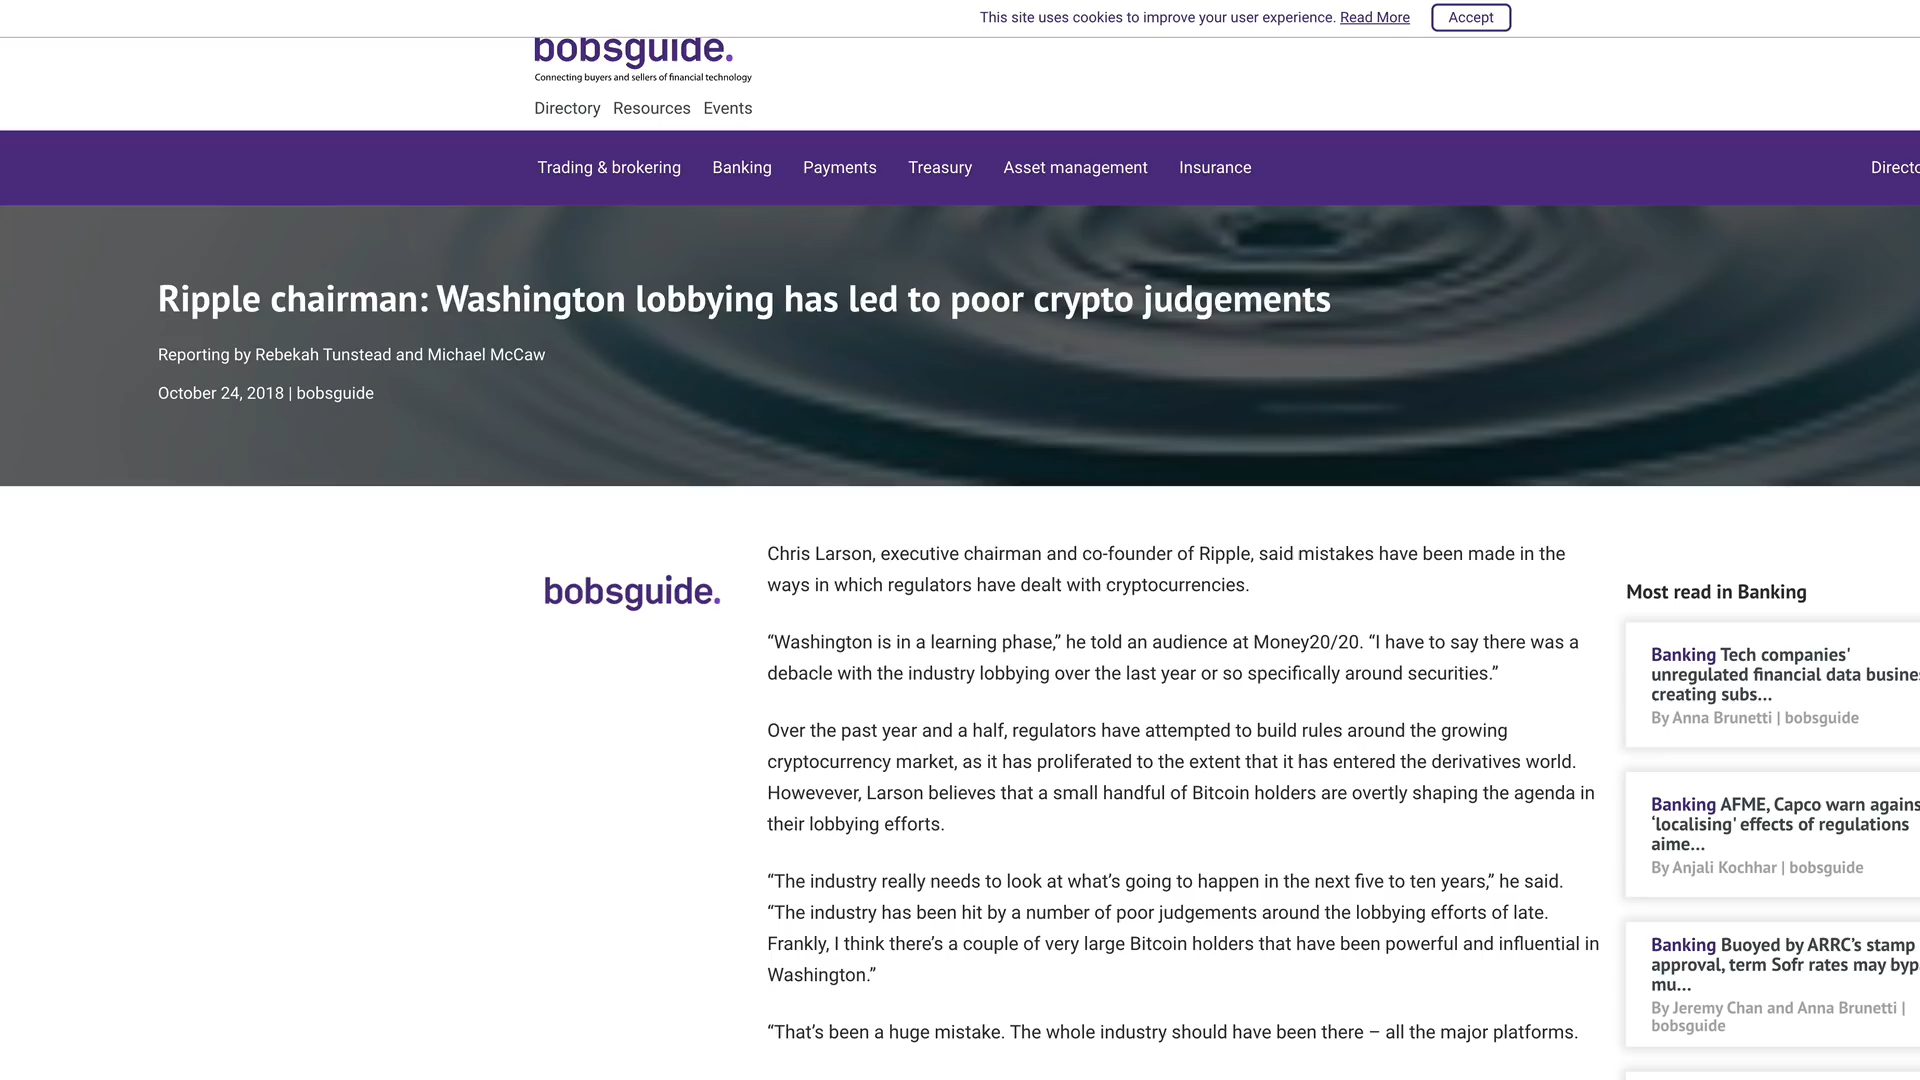 This site uses cookies to improve your user experience. Read More Accept
bobsguide.
Connecting buyers and sellers of financial technology
Directory Resources Events
Trading & brokering Banking Payments Treasury Asset management Insurance
Ripple chairman: Washington lobbying has led to poor crypto judgements
Reporting by Rebekah Tunstead and Michael McCaw
October 24, 2018 | bobsguide
bobsguide.
Chris Larson, executive chairman and co-founder of Ripple, said mistakes have been made in the
ways in which regulators have dealt with cryptocurrencies.
“Washington is in a learning phase,” he told an audience at Money20/20. “I have to say there was a
debacle with the industry lobbying over the last year or so specifically around securities.”
Over the past year and a half, regulators have attempted to build rules around the growing
cryptocurrency market, as it has proliferated to the extent that it has entered the derivatives world.
Howevever, Larson believes that a small handful of Bitcoin holders are overtly shaping the agenda in
their lobbying efforts.
“The industry really needs to look at what’s going to happen in the next five to ten years,” he said.
“The industry has been hit by a number of poor judgements around the lobbying efforts of late.
Frankly, I think there’s a couple of very large Bitcoin holders that have been powerful and influential in
Washington.”
“That’s been a huge mistake. The whole industry should have been there – all the major platforms.
Most read in Banking
Banking Tech companies'
unregulated financial data
creating subs...
By Anna Brunetti | bobsguide
Banking AFME, Capco warn
‘localising' effects of regulations
aime...
By Anjali Kochhar | bobsguide
Banking Buoyed by ARRC’s stamp
approval, term Sofr rates may
mu...
By Jeremy Chan and Anna Brunetti |
bobsguide